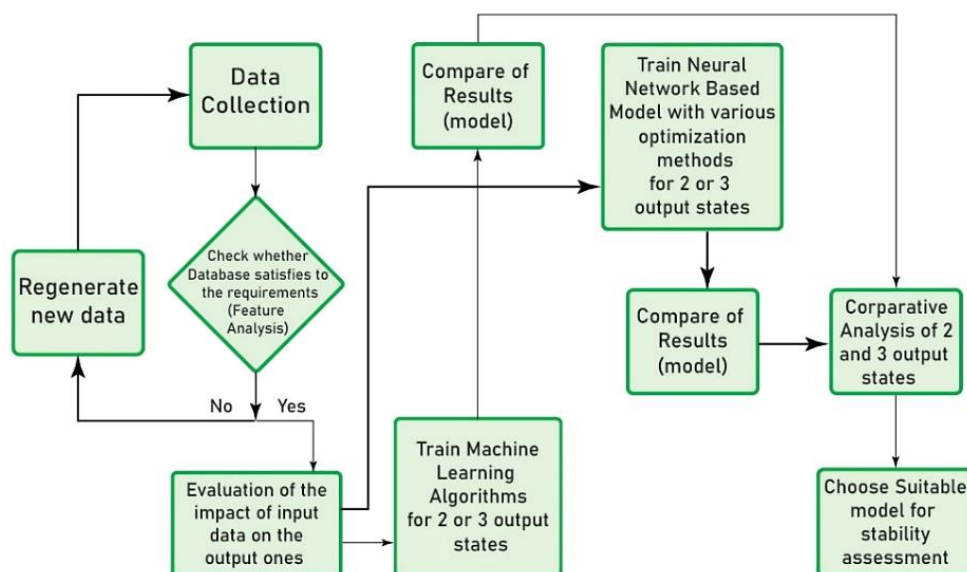 Data
Collection
Check whether
Database satisfies to
the requirements
(Feature
Analysis)
Regenerate
new data
No
Yes
Evaluation of the
impact of input
data on the
output ones
Train Machine
Learning
Algorithms
for 2 or 3 output
states
Compare of
Results
(model)
Train Neural
Network Based
Model with various
optimization
methods
for 2 or 3
output states
Compare of
Results
(model)
Corparative
Analysis of 2
and 3 output
states
Choose Suitable
model for
stability
assessment